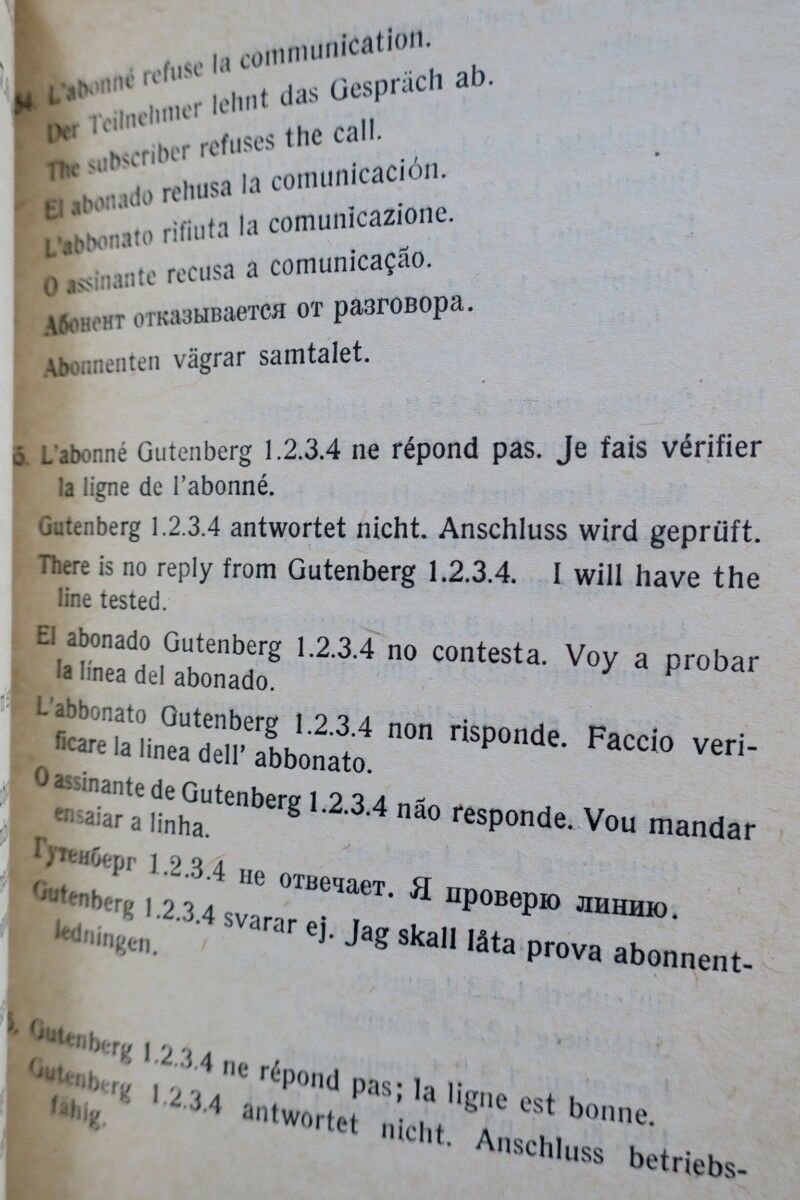 34. L'abonné refuse la communication.
Der Teilnehmer lehnt das Gespräch ab.
The subscriber refuses the call.
El abonado rehusa la comunicación.
L'abbonato rifiuta la comunicazione.
O assinante recusa a comunicação.
Абонент отказывается от разговора.
Abonnenten vägrar samtalet.
5. L'abonné Gutenberg 1.2.3.4 ne répond pas. Je fais vérifier
la ligne de l'abonné.
Gutenberg 1.2.3.4 antwortet nicht. Anschluss wird geprüft.
There is no reply from Gutenberg 1.2.3.4. I will have the
line tested.
El abonado Gutenberg 1.2.3.4 no contesta. Voy a probar
la línea del abonado.
L'abbonato Gutenberg 1.2.3.4 non risponde. Faccio veri-
ficare la linea dell' abbonato.
O assinante de Gutenberg 1.2.3.4 não responde. Vou mandar
ensaiar a linha.
Гутенберг 1.2.3.4 не отвечает. Я проверю линию.
Gutenberg 1.2.3.4 svarar ej. Jag skall låta prova abonnent-
ledningen.
Gutenberg 1.2.3.4 ne répond pas; la ligne est bonne.
Gutenberg 1.2.3.4 antwortet nicht. Anschluss betriebs-
fähig.